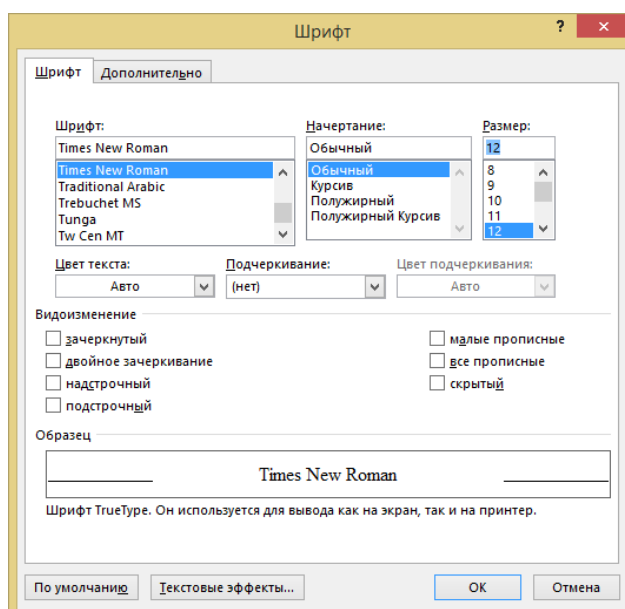 Шрифт ? ×
Шрифт Дополнительно
Шрифт: Начертание: Размер:
Times New Roman Обычный 12
Times New Roman Обычный 8
Traditional Arabic Курсив 9
Trebuchet MS Полужирный 10
Tunga Полужирный Курсив 11
Tw Cen MT 12
Цвет текста: Подчеркивание: Цвет подчеркивания:
Авто (нет) Авто
Видоизменение
зачеркнутый малые прописные
двойное зачеркивание все прописные
надстрочный скрытый
подстрочный
Образец
Times New Roman
Шрифт TrueType. Он используется для вывода как на экран, так и на принтер.
По умолчанию Текстовые эффекты... ОК Отмена